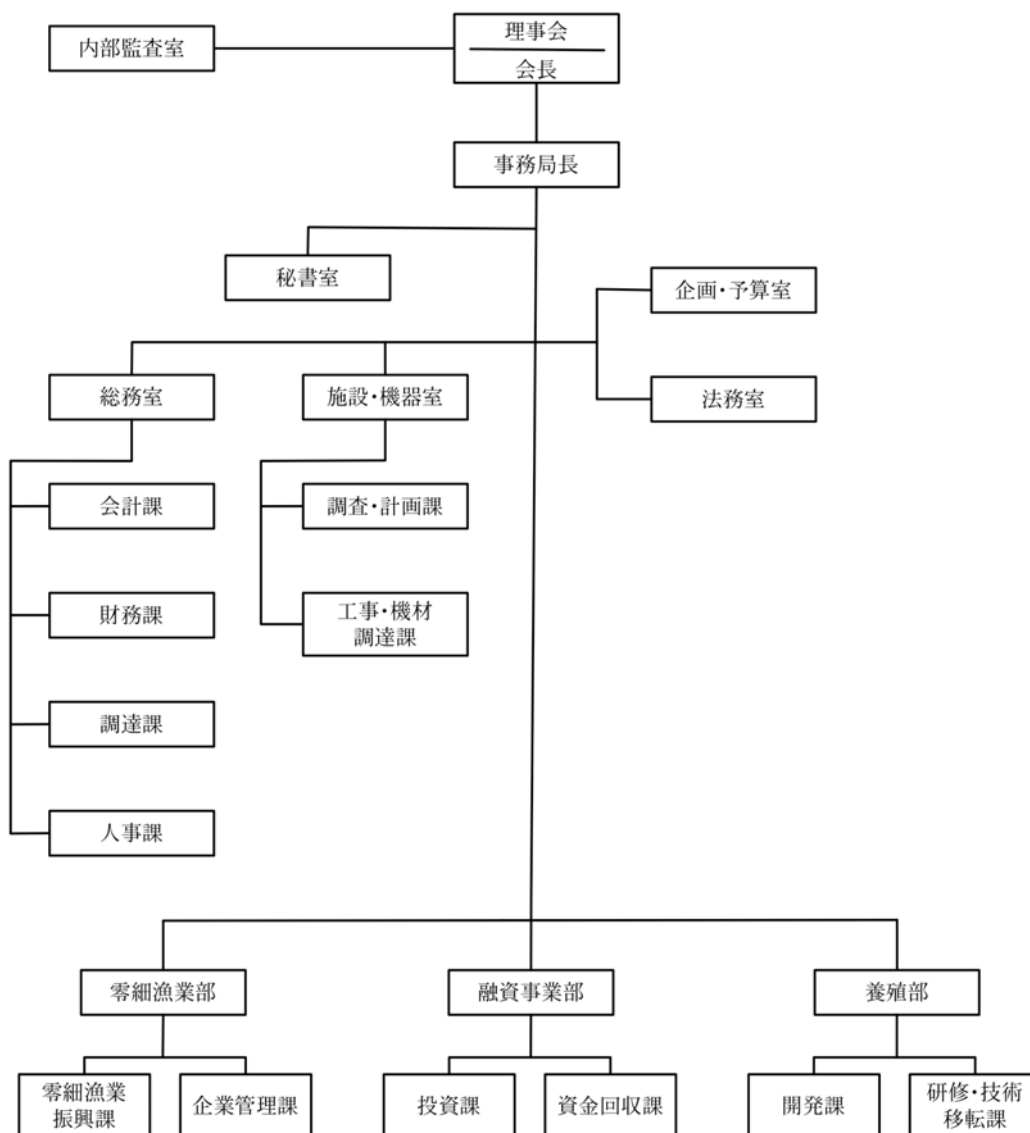 内部監査室
理事会
会長
事務局長
秘書室
企画・予算室
総務室
施設・機器室
法務室
会計課
調査・計画課
財務課
工事・機材
調達課
調達課
人事課
零細漁業部
融資事業部
養殖部
零細漁業
振興課
企業管理課
投資課
資金回収課
開発課
研修・技術
移転課